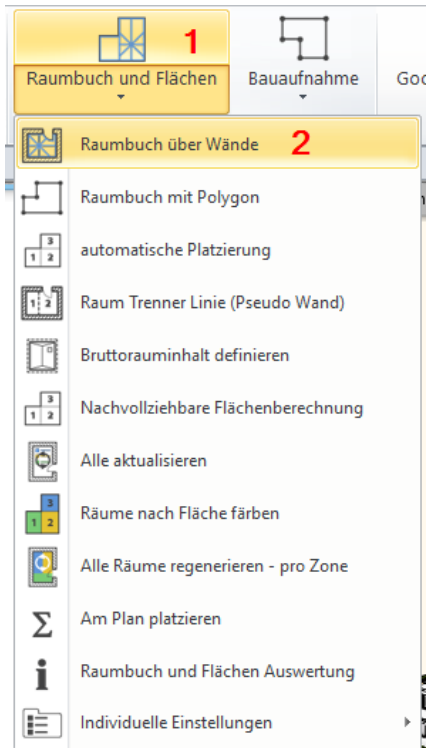 1
Raumbuch und Flächen
Bauaufnahme
Raumbuch über Wände 2
Raumbuch mit Polygon
automatische Platzierung
Raum Trenner Linie (Pseudo Wand)
Bruttorauminhalt definieren
Nachvollziehbare Flächenberechnung
Alle aktualisieren
Räume nach Fläche färben
Alle Räume regenerieren - pro Zone
Am Plan platzieren
Raumbuch und Flächen Auswertung
Individuelle Einstellungen